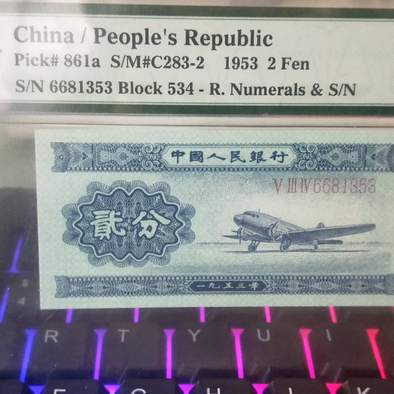 China / People's Republic
Pick# 861a S/M#C283-2 1953 2 Fen
S/N 6681353 Block 534 - R. Numerals & S/N
中國人民銀行
V III IV 6681353
貳分
一九五三年
R T Y U I